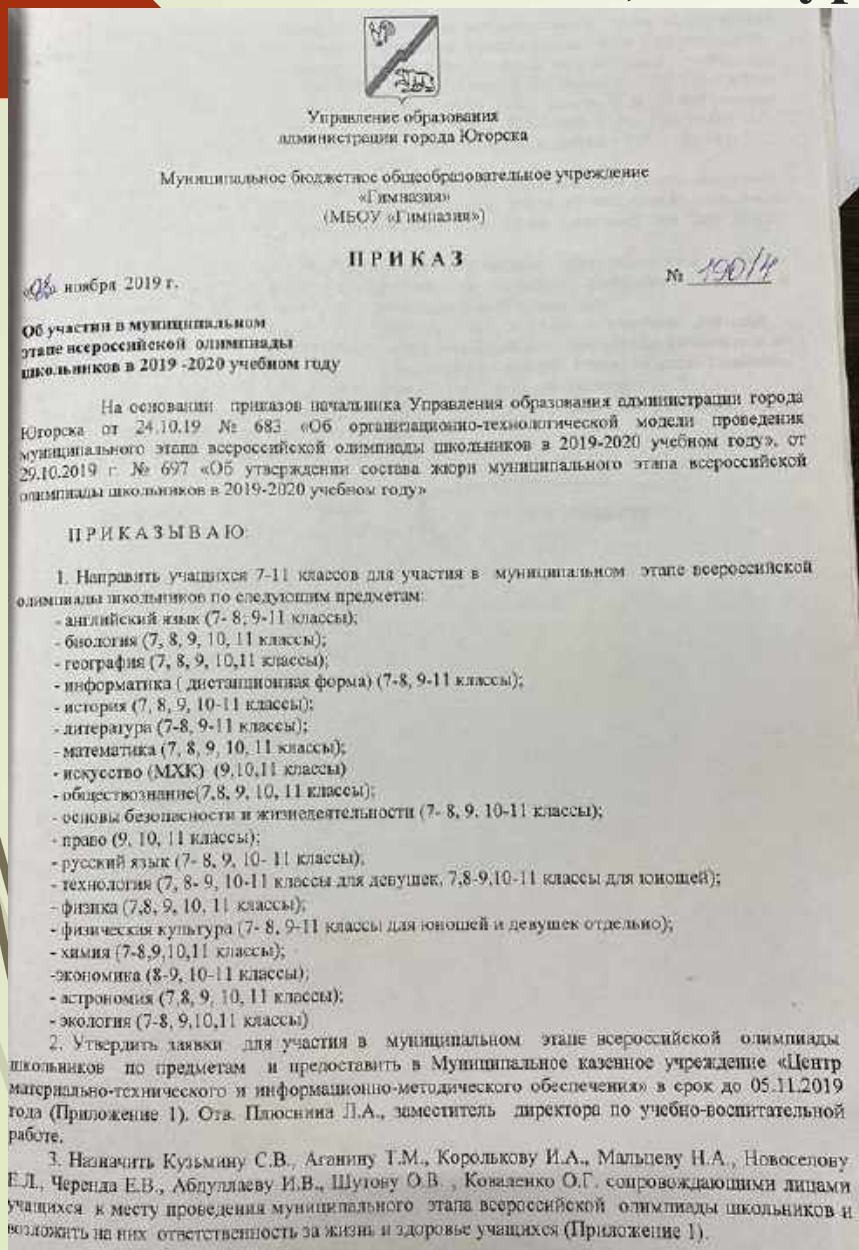 Управление образования
администрации города Югорска
Муниципальное бюджетное общеобразовательное учреждение
«Гимназия»
(МБОУ «Гимназия»)
ПРИКАЗ
ноября 2019 г.
№ 190/4
Об участии в муниципальном
этапе всероссийской олимпиады
школьников в 2019 -2020 учебном году
На основании приказов начальника Управления образования администрации города
Югорска от 24.10.19 № 683 «Об организационно-технологической модели проведения
муниципального этапа всероссийской олимпиады школьников в 2019-2020 учебном году», от
29.10.2019 г № 697 «Об утверждении состава жюри муниципального этапа всероссийской
олимпиады школьников в 2019-2020 учебном году»
ПРИКАЗЫВАЮ:
1. Направить учащихся 7-11 классов для участия в муниципальном этапе всероссийской
олимпиады школьников по следующим предметам:
- английский язык (7- 8; 9-11 классы);
- биология (7, 8, 9, 10, 11 классы);
- география (7, 8, 9, 10,11 классы);
- информатика ( дистанционная форма) (7-8, 9-11 классы);
- история (7, 8, 9, 10-11 классы);
- литература (7-8, 9-11 классы);
- математика (7, 8, 9, 10, 11 классы);
- искусство (МХК) (9,10,11 классы)
- обществознание(7,8, 9, 10, 11 классы);
- основы безопасности и жизнедеятельности (7- 8, 9, 10-11 классы);
- право (9, 10, 11 классы);
- русский язык (7- 8, 9, 10- 11 классы);
- технология (7, 8- 9, 10-11 классы для девушек, 7,8-9,10-11 классы для юношей);
- физика (7,8, 9, 10, 11 классы);
- физическая культура (7- 8, 9-11 классы для юношей и девушек отдельно);
- химия (7-8,9,10,11 классы);
-экономика (8-9, 10-11 классы);
- астрономия (7,8, 9, 10, 11 классы);
- экология (7-8, 9,10,11 классы)
2. Утвердить заявки для участия в муниципальном этапе всероссийской олимпиады
школьников по предметам и предоставить в Муниципальное казенное учреждение «Центр
материально-технического и информационно-методического обеспечения» в срок до 05.11.2019
года (Приложение 1). Отв. Плюснина Л.А., заместитель директора по учебно-воспитательной
работе.
3. Назначить Кузьмину С.В., Аганину Т.М., Королькову И.А., Мальцеву Н.А., Новоселову
Е.Л., Черенда Е.В., Абдуллаеву И.В., Шутову О.В. , Коваленко О.Г. сопровождающими лицами
учащихся к месту проведения муниципального этапа всероссийской олимпиады школьников и
возложить на них ответственность за жизнь и здоровье учащихся (Приложение 1).